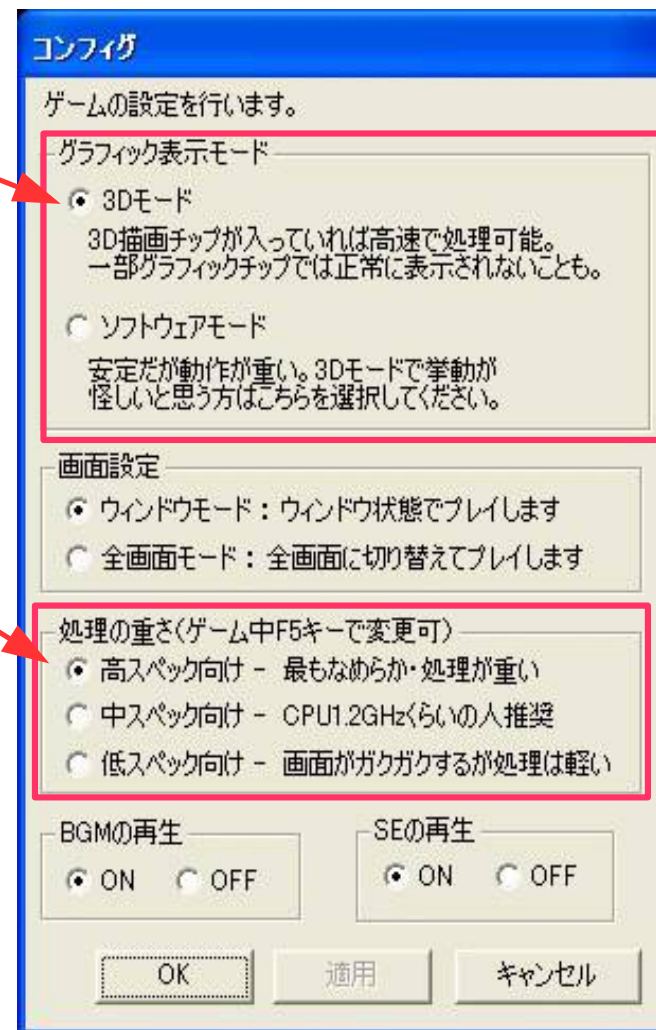 コンフィグ
ゲームの設定を行います。
グラフィック表示モード
3Dモード
3D描画チップが入っていれば高速で処理可能。
一部グラフィックチップでは正常に表示されないことも。
ソフトウェアモード
安定だが動作が重い。3Dモードで挙動が
怪しいと思う方はこちらを選択してください。
画面設定
ウィンドウモード：ウィンドウ状態でプレイします
全画面モード：全画面に切り替えてプレイします
処理の重さ(ゲーム中F5キーで変更可)
高スペック向け － 最もなめらか・処理が重い
中スペック向け － CPU1.2GHzくらいの人推奨
低スペック向け － 画面がガクガクするが処理は軽い
BGMの再生 SEの再生
ON OFF ON OFF
OK 適用 キャンセル